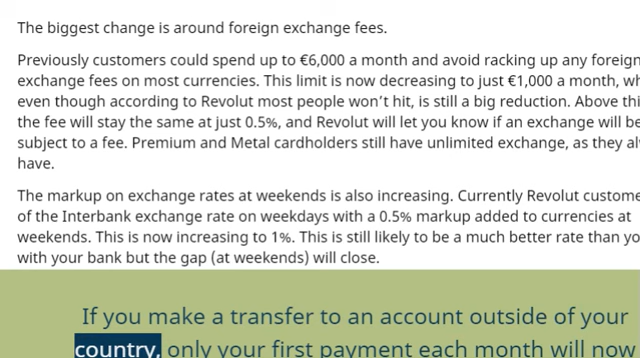 The biggest change is around foreign exchange fees.
Previously customers could spend up to €6,000 a month and avoid racking up any foreign
exchange fees on most currencies. This limit is now decreasing to just €1,000 a month, wh
even though according to Revolut most people won't hit, is still a big reduction. Above thi
the fee will stay the same at just 0.5%, and Revolut will let you know if an exchange will be
subject to a fee. Premium and Metal cardholders still have unlimited exchange, as they al
have.
The markup on exchange rates at weekends is also increasing. Currently Revolut custome
of the Interbank exchange rate on weekdays with a 0.5% markup added to currencies at
weekends. This is now increasing to 1%. This is still likely to be a much better rate than yo
with your bank but the gap (at weekends) will close.
If you make a transfer to an account outside of your
country, only your first payment each month will now